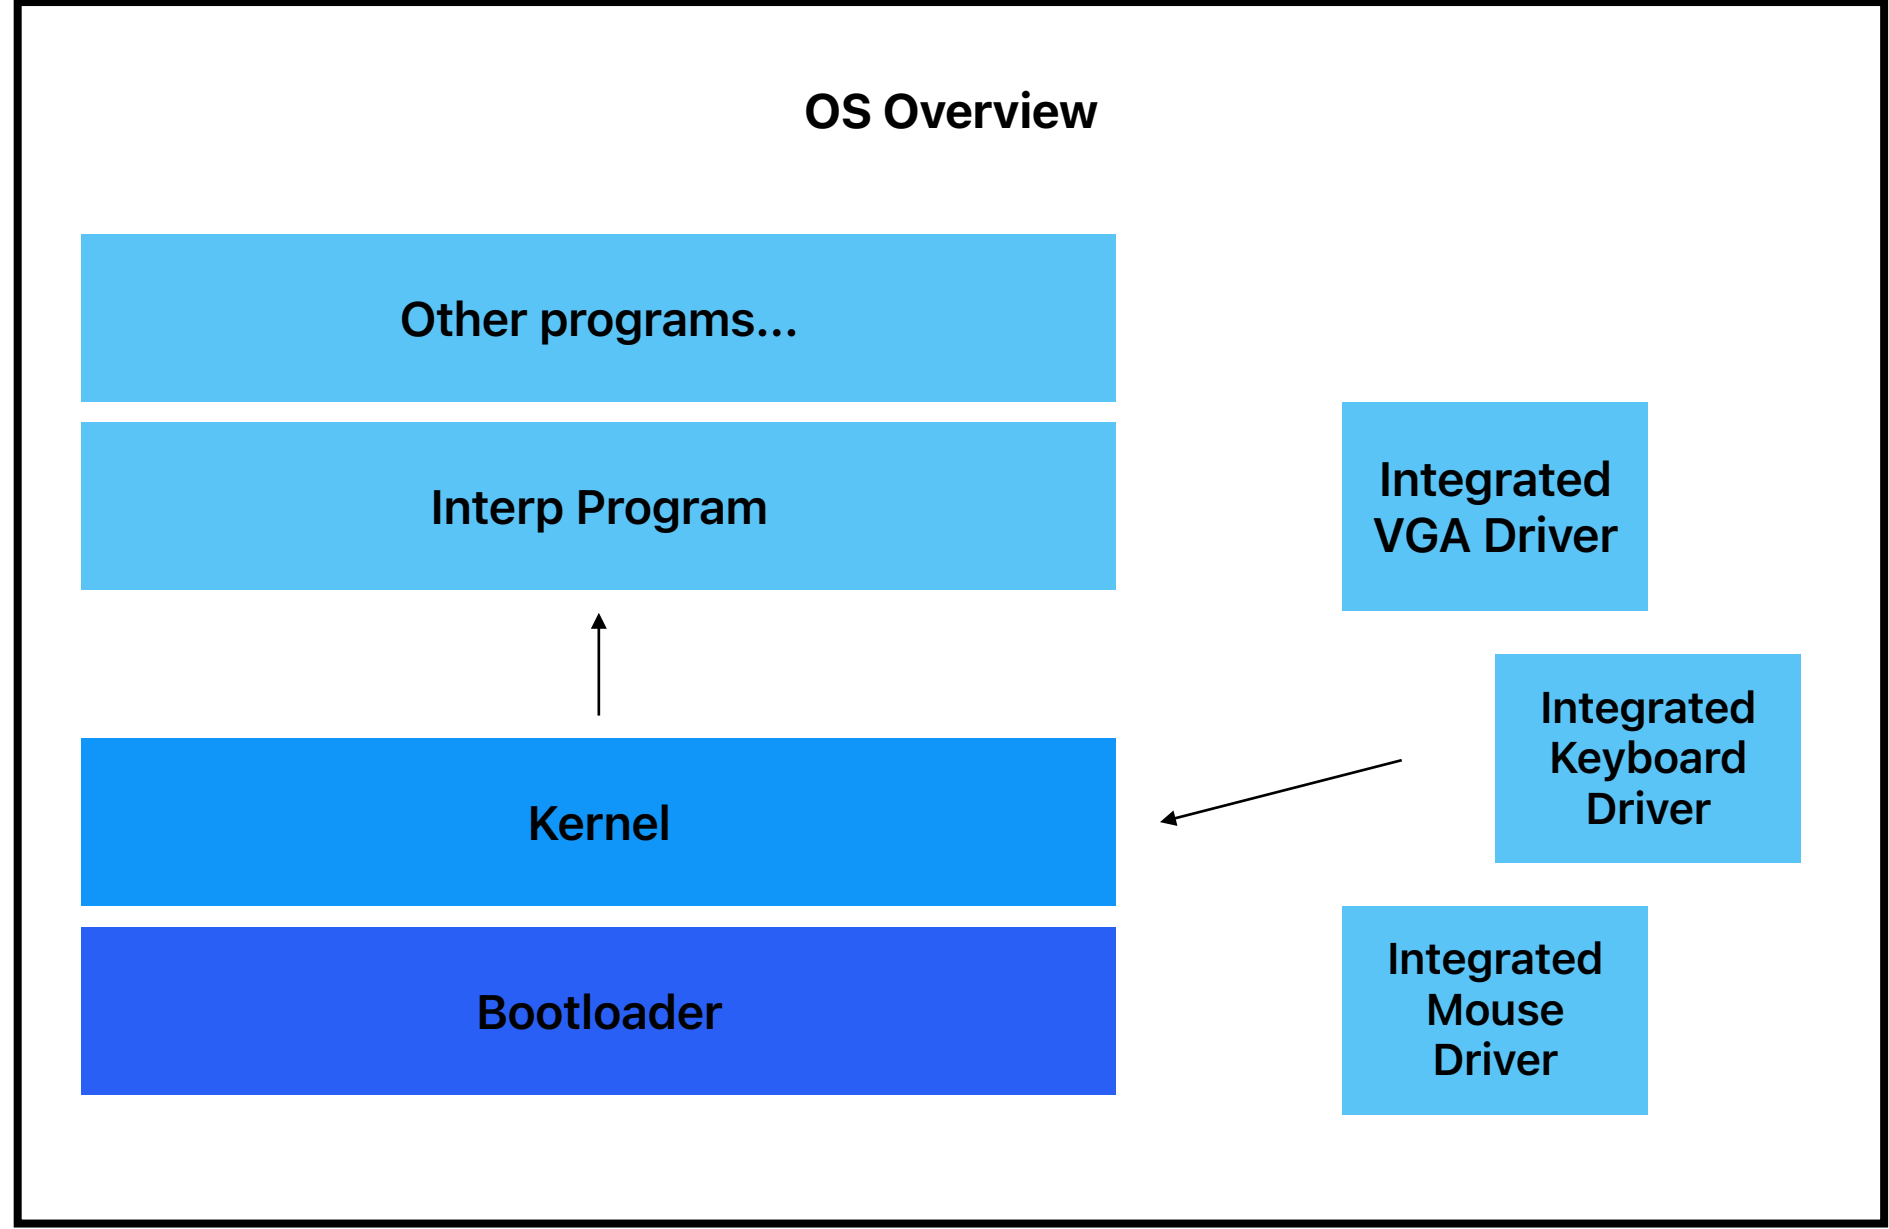 OS Overview
Other programs...
Interp Program
Kernel
Bootloader
Integrated
VGA Driver
Integrated
Keyboard
Driver
Integrated
Mouse
Driver